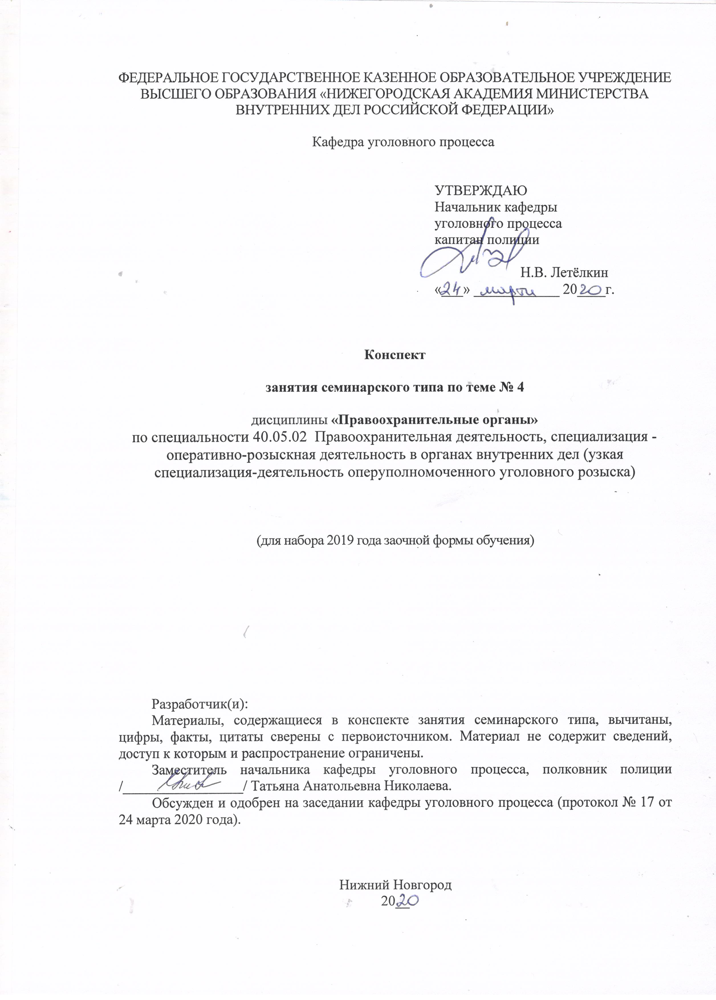 ФЕДЕРАЛЬНОЕ ГОСУДАРСТВЕННОЕ КАЗЕННОЕ ОБРАЗОВАТЕЛЬНОЕ УЧРЕЖДЕНИЕ
ВЫСШЕГО ОБРАЗОВАНИЯ «НИЖЕГОРОДСКАЯ АКАДЕМИЯ МИНИСТЕРСТВА
ВНУТРЕННИХ ДЕЛ РОССИЙСКОЙ ФЕДЕРАЦИИ»
Кафедра уголовного процесса
УТВЕРЖДАЮ
Начальник кафедры
уголовного процесса
капитан полиции
Н.В. Летёлкин
«24» марта 2020 г.
Конспект
занятия семинарского типа по теме № 4
дисциплины «Правоохранительные органы»
по специальности 40.05.02 Правоохранительная деятельность, специализация -
оперативно-розыскная деятельность в органах внутренних дел (узкая
специализация-деятельность оперуполномоченного уголовного розыска)
(для набора 2019 года заочной формы обучения)
Разработчик(и):
Материалы, содержащиеся в конспекте занятия семинарского типа, вычитаны,
цифры, факты, цитаты сверены с первоисточником. Материал не содержит сведений,
доступ к которым и распространение ограничены.
Заместитель начальника кафедры уголовного процесса, полковник полиции
/_________________/ Татьяна Анатольевна Николаева.
Обсужден и одобрен на заседании кафедры уголовного процесса (протокол № 17 от
24 марта 2020 года).
Нижний Новгород
2020